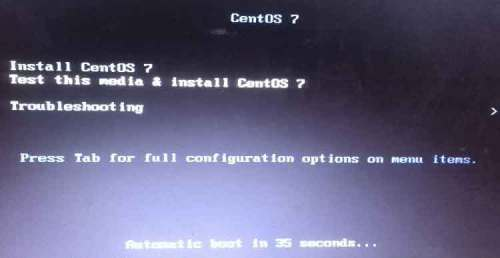 CentOS 7
Install CentOS 7
Test this media & install CentOS 7
Troubleshooting >
Press Tab for full configuration options on menu items.
Automatic boot in 35 seconds...